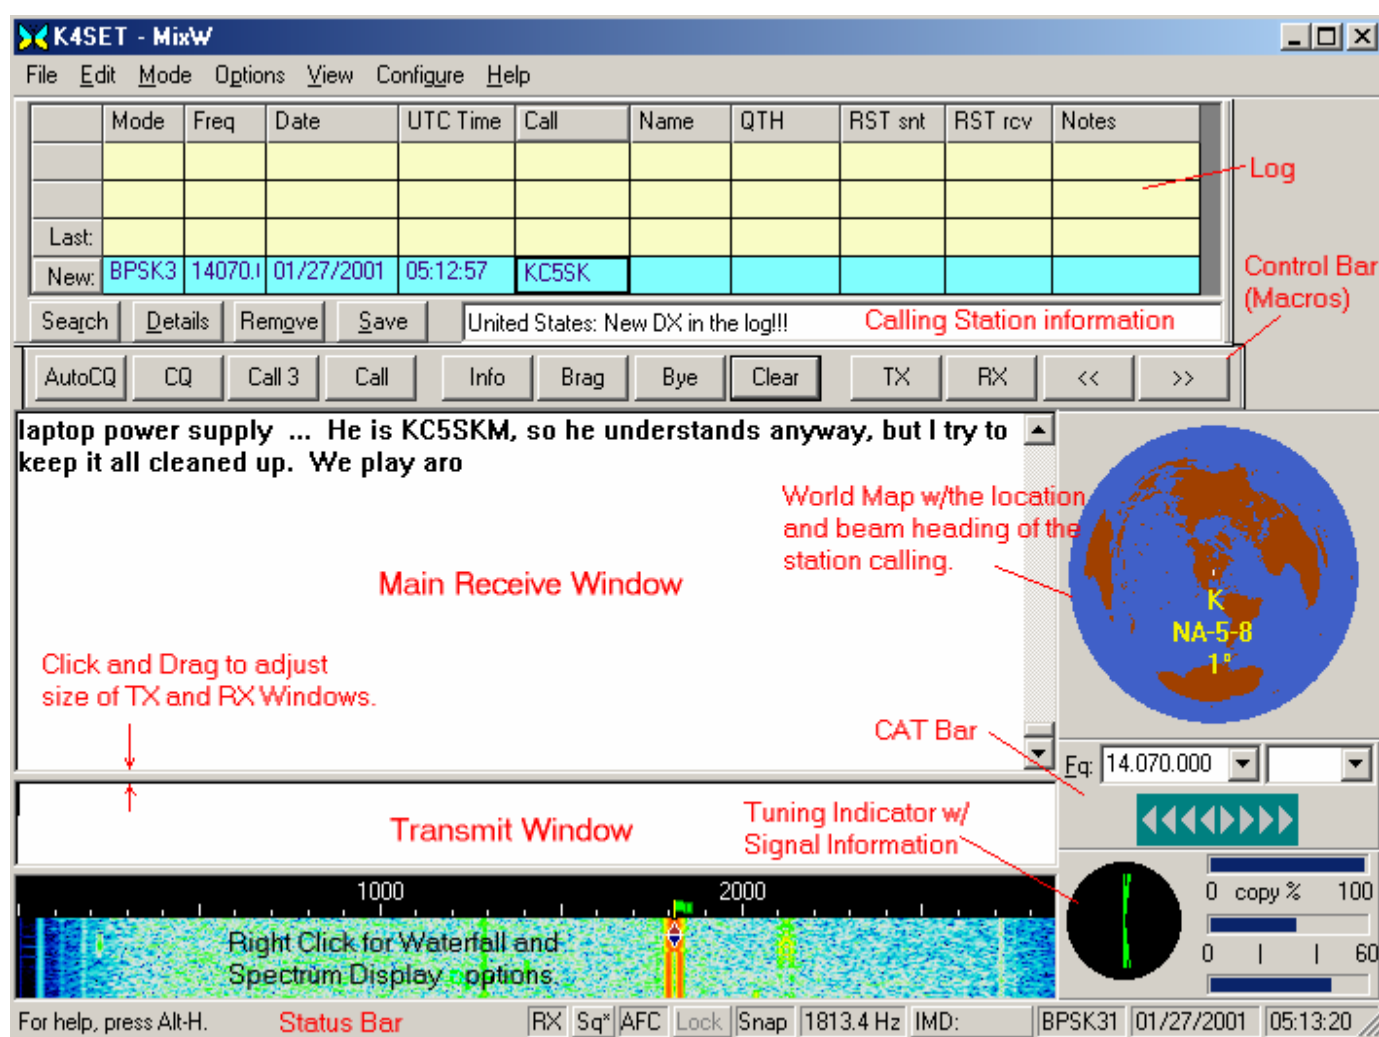 K4SET - MixW
File Edit Mode Options View Configure Help
Mode Freq Date UTC Time Call Name QTH RST snt RST rcv Notes
Log
Last:
New: BPSK3 14070.( 01/27/2001 05:12:57 KC5SK
Control Bar
(Macros)
Search Details Remove Save United States: New DX in the log!!! Calling Station information
AutoCQ CQ Call 3 Call Info Brag Bye Clear TX RX << >>
laptop power supply ... He is KC5SKM, so he understands anyway, but I try to
keep it all cleaned up. We play aro
World Map w/the location
and beam heading of the
station calling.
Main Receive Window
K
NA-5-8
1°
Click and Drag to adjust
size of TX and RX Windows.
CAT Bar
Fq: 14.070.000
Transmit Window
Tuning Indicator w/
Signal Information
1000 2000
0 copy % 100
Right Click for Waterfall and
Spectrum Display options.
0 60
For help, press Alt-H. Status Bar RX Sq* AFC Lock Snap 1813.4 Hz IMD: BPSK31 01/27/2001 05:13:20